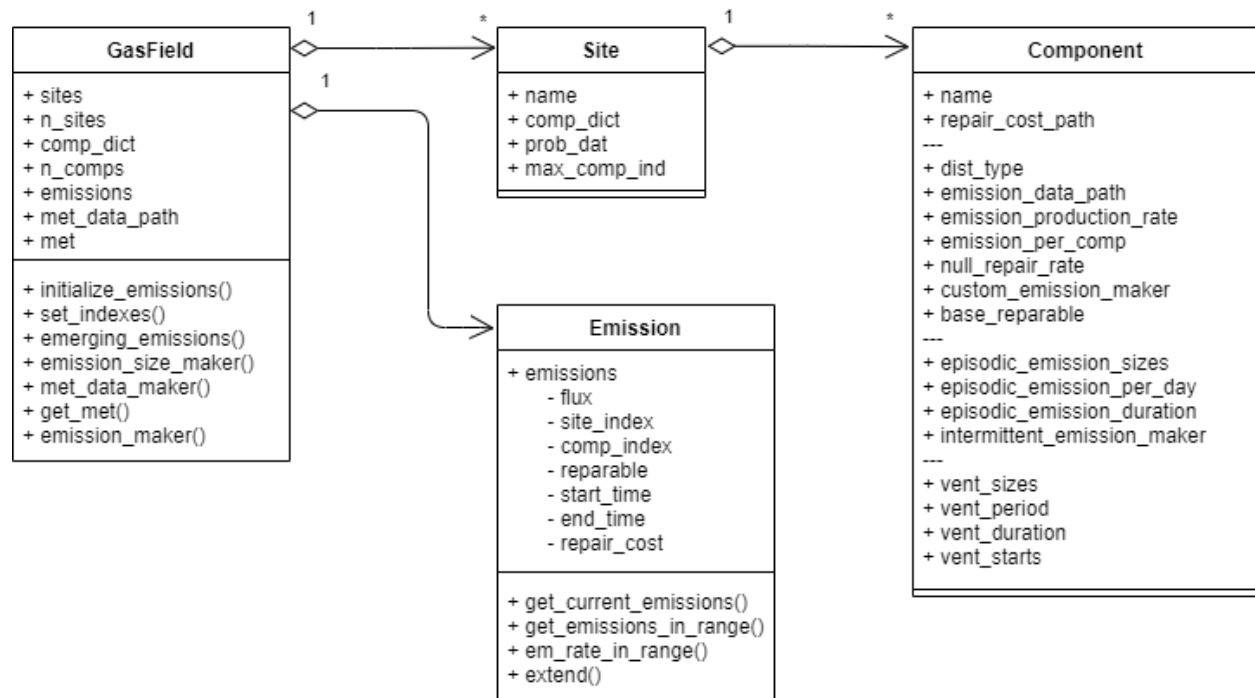 1
*
1
*
GasField
+ sites
+ n_sites
+ comp_dict
+ n_comps
+ emissions
+ met_data_path
+ met
+ initialize_emissions()
+ set_indexes()
+ emerging_emissions()
+ emission_size_maker()
+ met_data_maker()
+ get_met()
+ emission_maker()
1
Site
+ name
+ comp_dict
+ prob_dat
+ max_comp_ind
Component
+ name
+ repair_cost_path
---
+ dist_type
+ emission_data_path
+ emission_production_rate
+ emission_per_comp
+ null_repair_rate
+ custom_emission_maker
+ base_reparable
---
+ episodic_emission_sizes
+ episodic_emission_per_day
+ episodic_emission_duration
+ intermittent_emission_maker
---
+ vent_sizes
+ vent_period
+ vent_duration
+ vent_starts
Emission
+ emissions
- flux
- site_index
- comp_index
- reparable
- start_time
- end_time
- repair_cost
+ get_current_emissions()
+ get_emissions_in_range()
+ em_rate_in_range()
+ extend()